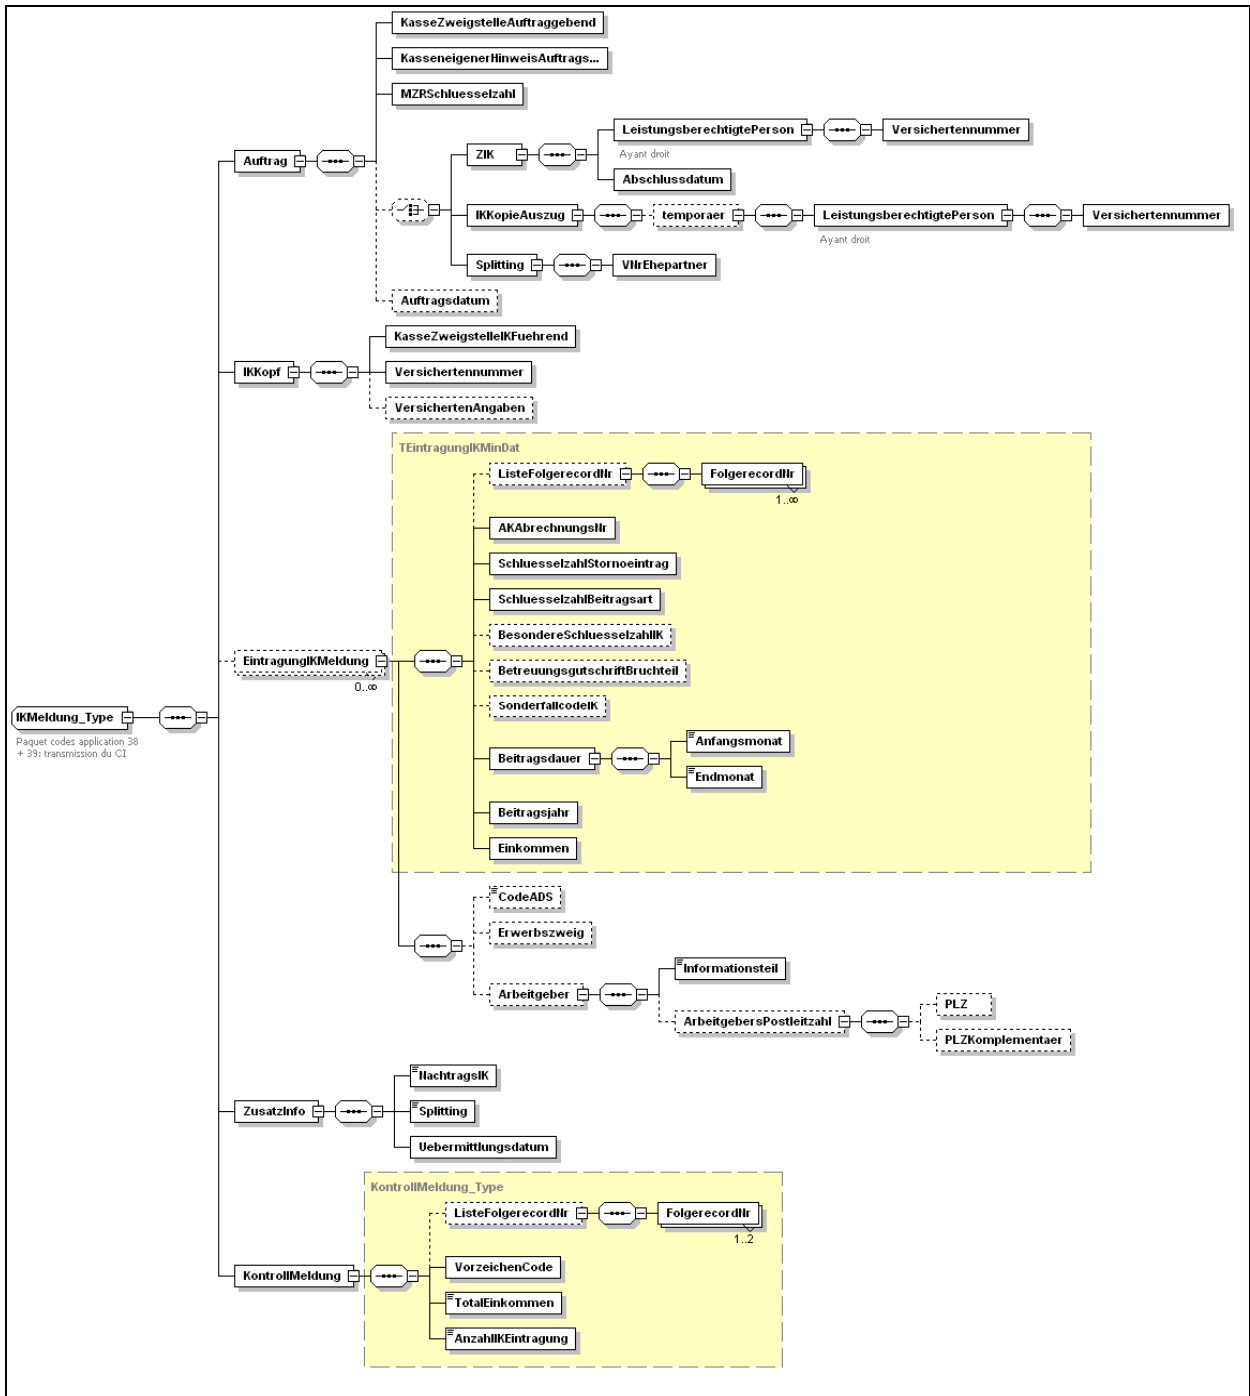 KasseZweigstelleAuftraggebend
KasseneigenerHinweisAuftrags...
MZRSchluesselzahl
Auftrag
ZIK
LeistungsberechtigtePerson
Versichertennummer
Ayant droit
Abschlussdatum
IKKopieAuszug
temporaer
LeistungsberechtigtePerson
Versichertennummer
Ayant droit
Splitting
VNrEhepartner
Auftragsdatum
IKKopf
KasseZweigstelleIKFuehrend
Versichertennummer
VersichertenAngaben
TEintragungIKMinDat
ListeFolgerecordNr
FolgerecordNr
1..∞
AKAbrechnungsNr
SchluesselzahlStornoeintrag
SchluesselzahlBeitragsart
BesondereSchluesselzahlIK
BetreuungsgutschriftBruchteil
SonderfallcodeIK
EintragungIKMeldung
0..∞
IKMeldung_Type
Paquet codes application 38
+ 39: transmission du CI
Beitragsdauer
Anfangsmonat
Endmonat
Beitragsjahr
Einkommen
CodeADS
Erwerbszweig
Arbeitgeber
Informationsteil
ArbeitgebersPostleitzahl
PLZ
PLZKomplementaer
ZusatzInfo
NachtragsIK
Splitting
Uebermittlungsdatum
KontrollMeldung_Type
ListeFolgerecordNr
FolgerecordNr
1..2
KontrollMeldung
VorzeichenCode
TotalEinkommen
AnzahlIKEintragung